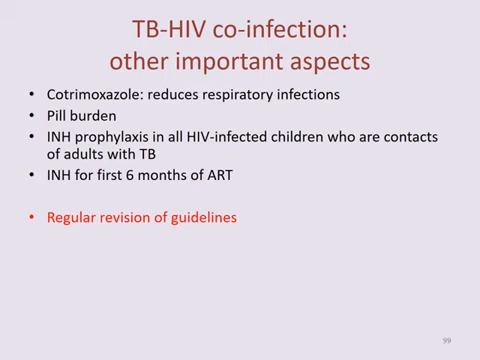 TB-HIV co-infection:
other important aspects
• Cotrimoxazole: reduces respiratory infections
• Pill burden
• INH prophylaxis in all HIV-infected children who are contacts
of adults with TB
• INH for first 6 months of ART
• Regular revision of guidelines
99